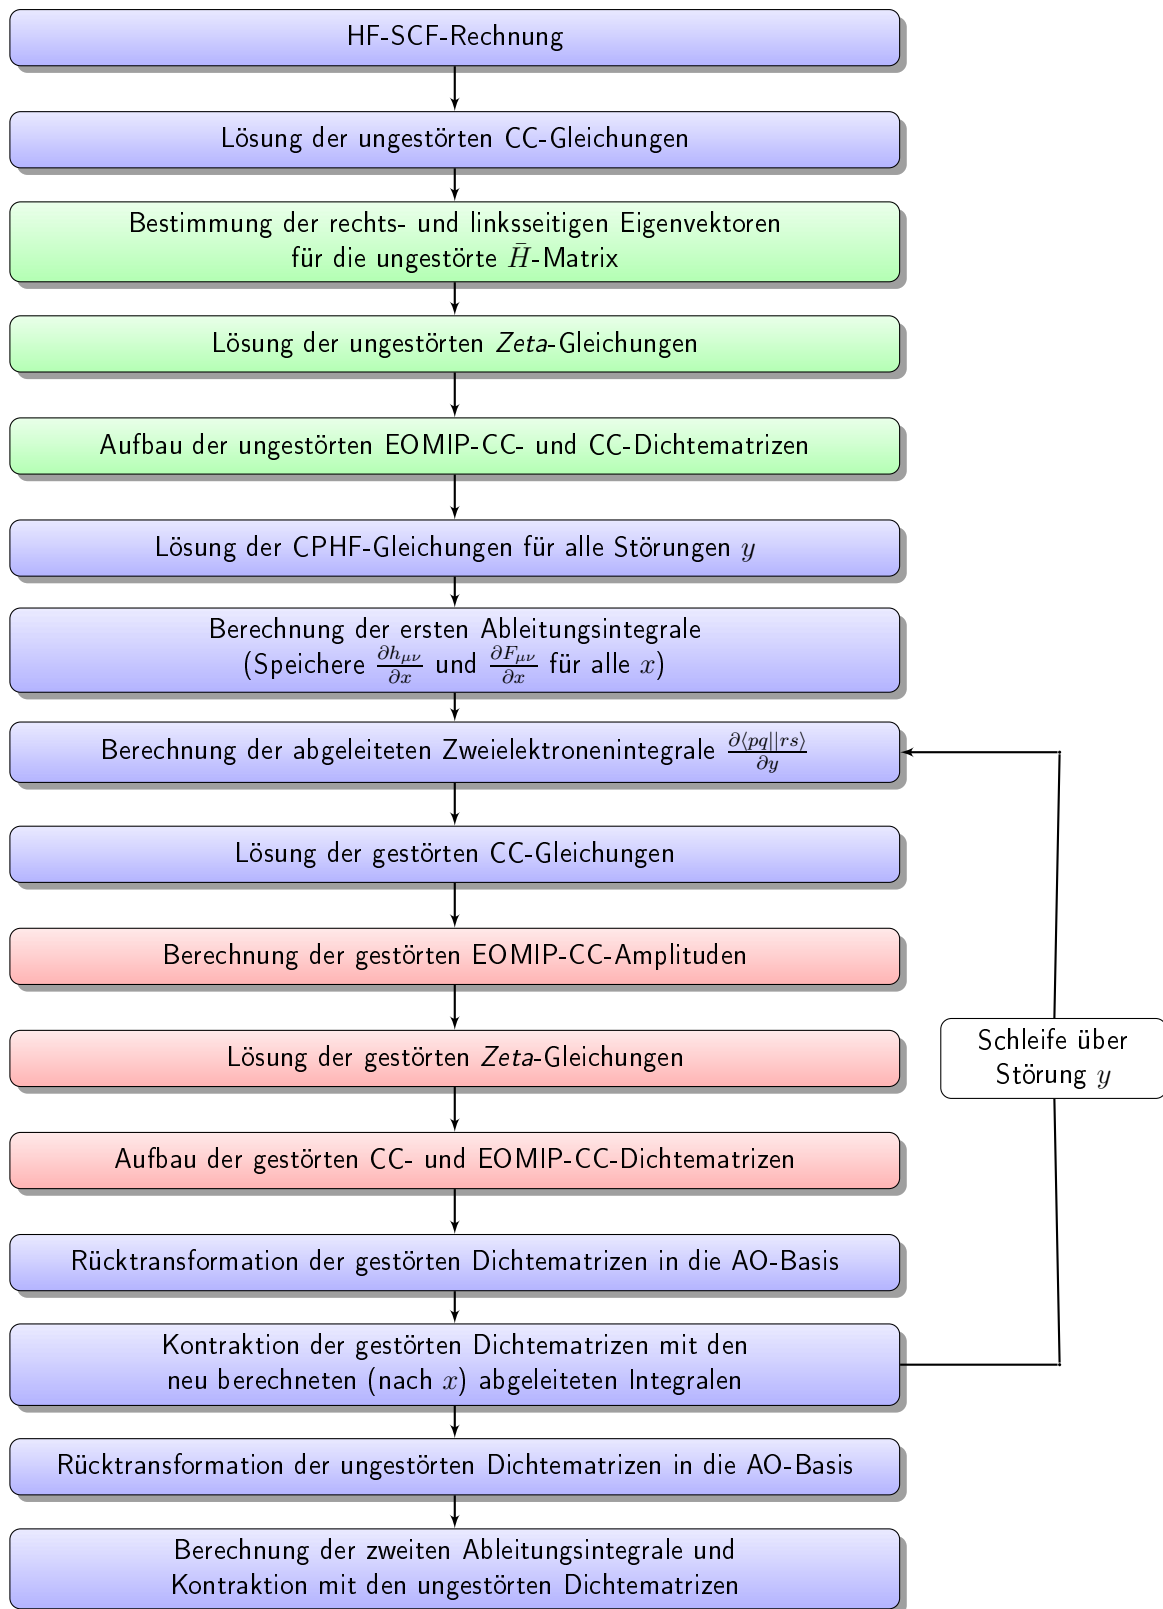 HF-SCF-Rechnung
Lösung der ungestörten CC-Gleichungen
Bestimmung der rechts- und linksseitigen Eigenvektoren
für die ungestörte H̄-Matrix
Lösung der ungestörten Zeta-Gleichungen
Aufbau der ungestörten EOMIP-CC- und CC-Dichtematrizen
Lösung der CPHF-Gleichungen für alle Störungen y
Berechnung der ersten Ableitungsintegrale
(Speichere ∂h_μν/∂x und ∂F_μν/∂x für alle x)
Berechnung der abgeleiteten Zweielektronenintegrale ∂⟨pq||rs⟩/∂y
Lösung der gestörten CC-Gleichungen
Berechnung der gestörten EOMIP-CC-Amplituden
Lösung der gestörten Zeta-Gleichungen
Schleife über
Störung y
Aufbau der gestörten CC- und EOMIP-CC-Dichtematrizen
Rücktransformation der gestörten Dichtematrizen in die AO-Basis
Kontraktion der gestörten Dichtematrizen mit den
neu berechneten (nach x) abgeleiteten Integralen
Rücktransformation der ungestörten Dichtematrizen in die AO-Basis
Berechnung der zweiten Ableitungsintegrale und
Kontraktion mit den ungestörten Dichtematrizen